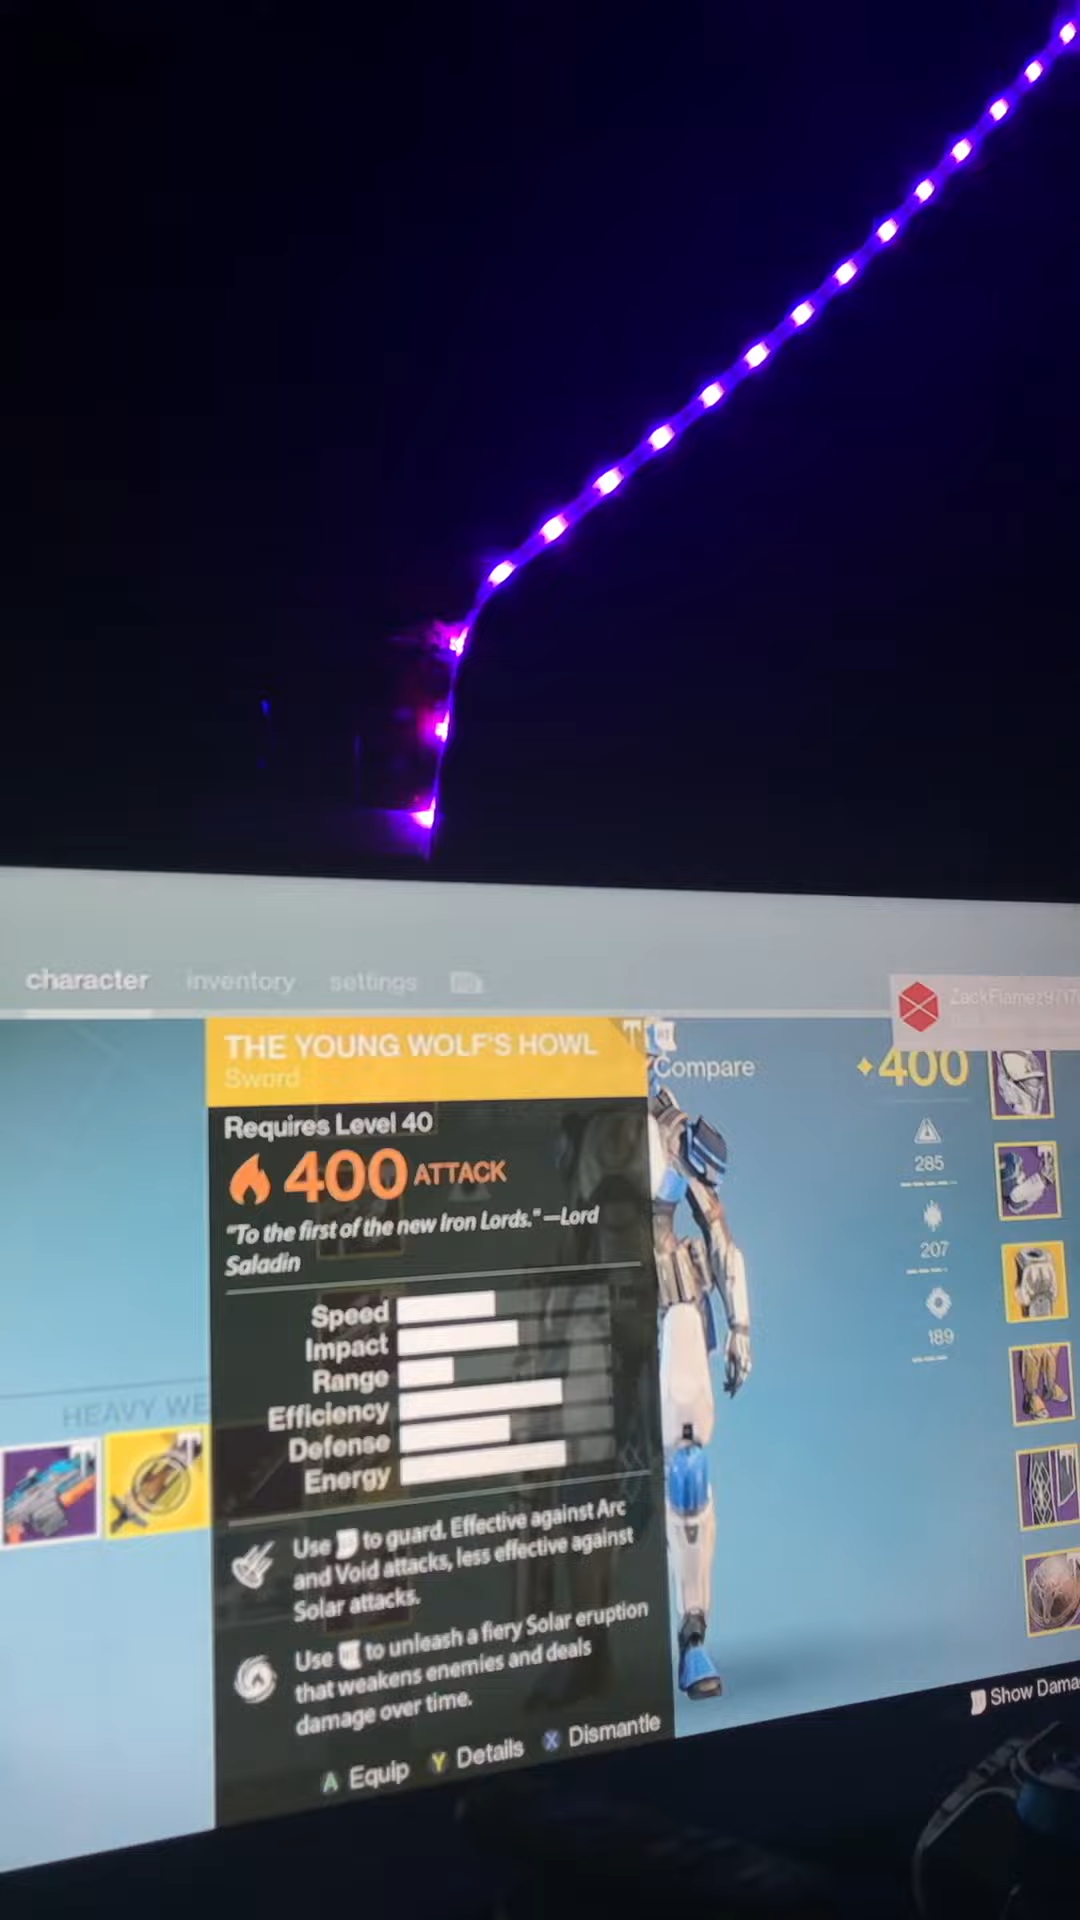 character inventory settings
THE YOUNG WOLF'S HOWL
Sword
Compare
400
Requires Level 40
400 ATTACK
285
"To the first of the new Iron Lords." —Lord
Saladin
207
Speed
Impact
189
Range
HEAVY WE
Efficiency
Defense
Energy
Use to guard. Effective against Arc
and Void attacks, less effective against
Solar attacks.
Use to unleash a fiery Solar eruption
that weakens enemies and deals
damage over time.
Show Dama
A Equip Y Details X Dismantle